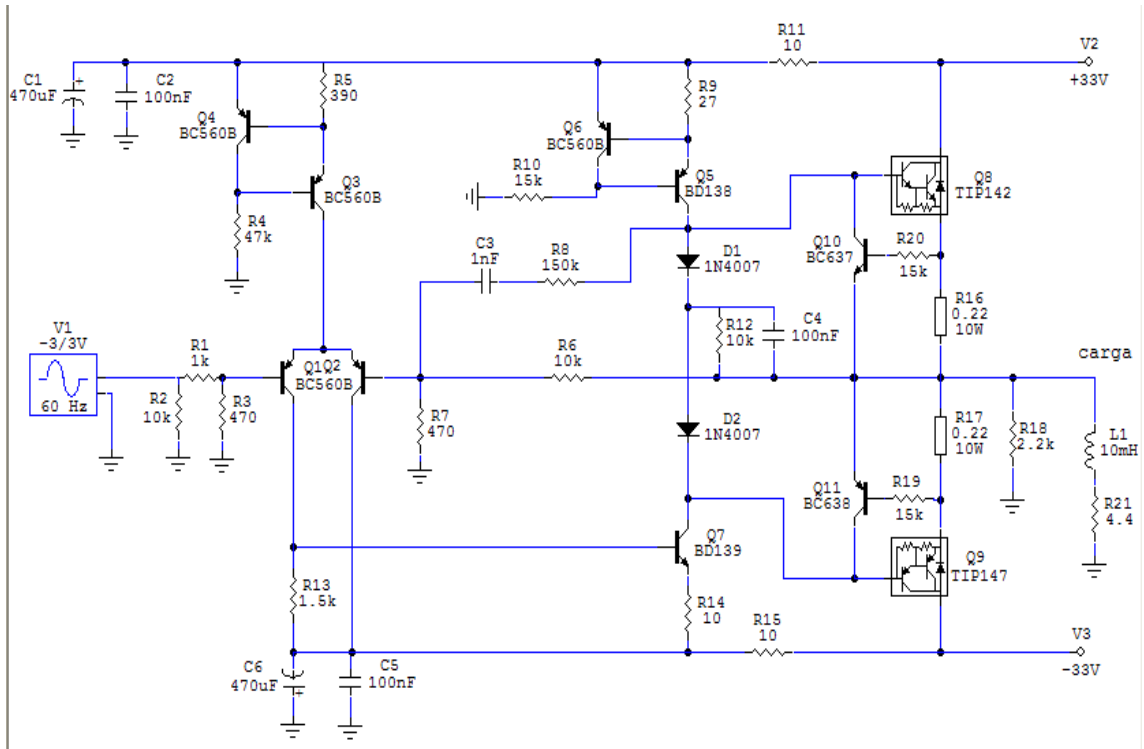 R11
10
V2
+33V
C1
470uF
+
C2
100nF
R5
390
Q4
BC560B
Q3
BC560B
R4
47k
Q6
BC560B
R9
27
R10
15k
Q5
BD138
Q8
TIP142
D1
1N4007
C3
1nF
R8
150k
Q10
BC637
R20
15k
R16
0.22
10W
R12
10k
C4
100nF
carga
V1
-3/3V
60 Hz
R1
1k
R2
10k
R3
470
Q1
Q2
BC560B
R6
10k
R7
470
D2
1N4007
R17
0.22
10W
R18
2.2k
L1
10mH
R21
4.4
Q11
BC638
R19
15k
Q7
BD139
Q9
TIP147
R13
1.5k
R14
10
R15
10
V3
-33V
C6
470uF
+
C5
100nF